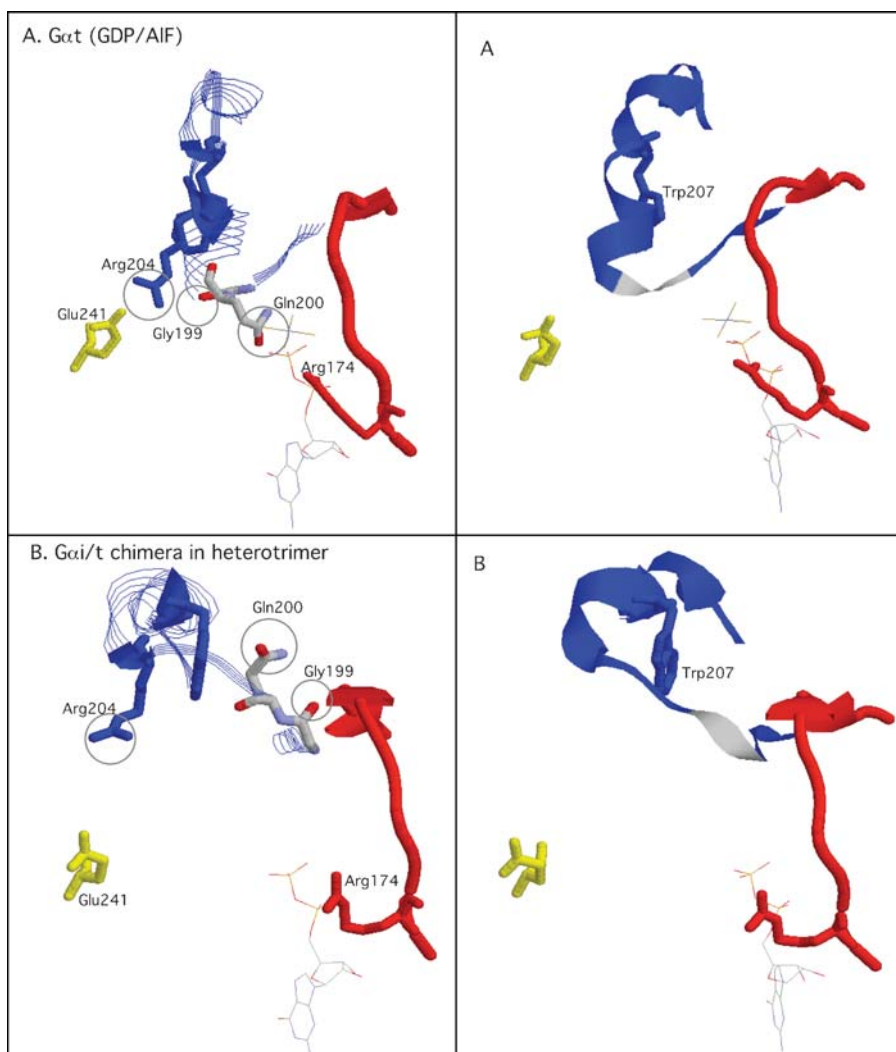 A. Gαt (GDP/AlF)
Arg204
Glu241
Gly199
Gln200
Arg174
A
Trp207
B. Gαi/t chimera in heterotrimer
Gln200
Gly199
Arg204
Glu241
Arg174
B
Trp207